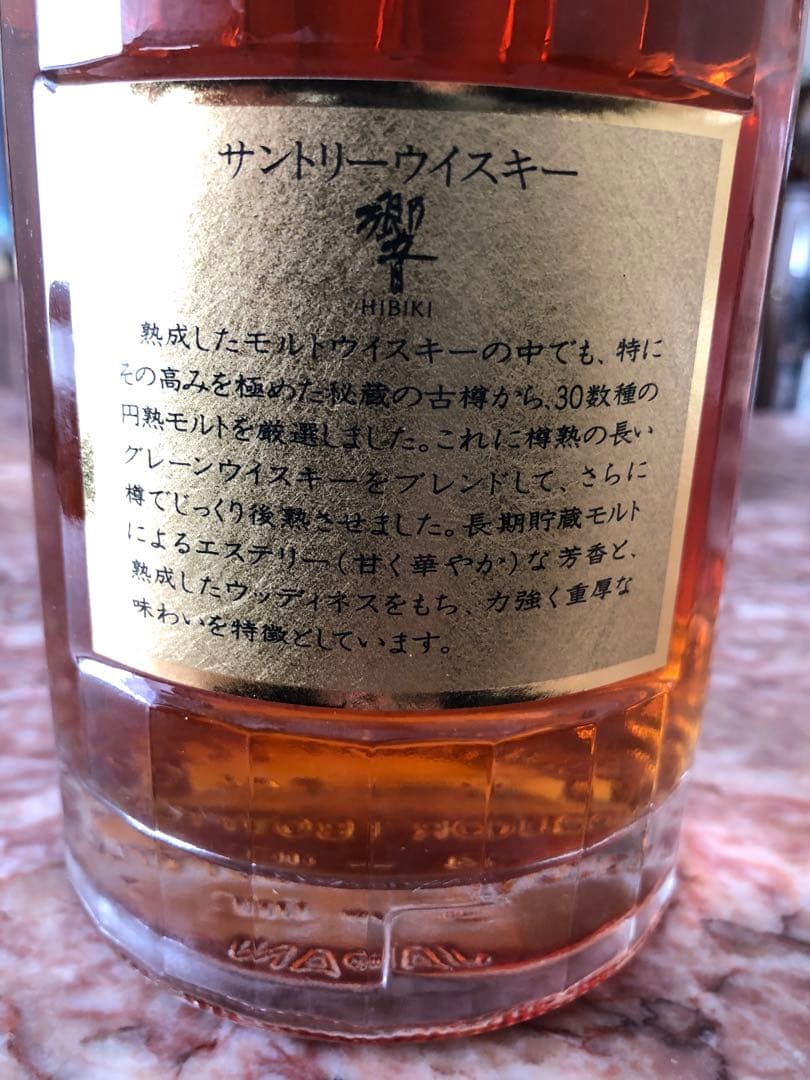 サントリーウイスキー
響
HIBIKI
熟成したモルトウイスキーの中でも、特に
その高みを極めた秘蔵の古樽から、30数種の
円熟モルトを厳選しました。これに樽熟の長い
グレーンウイスキーをブレンドして、さらに
樽でじっくり後熟させました。長期貯蔵モルト
によるエステリー(甘く華やか)な芳香と、
熟成したウッディネスをもち、力強く重厚な
味わいを特徴としています。